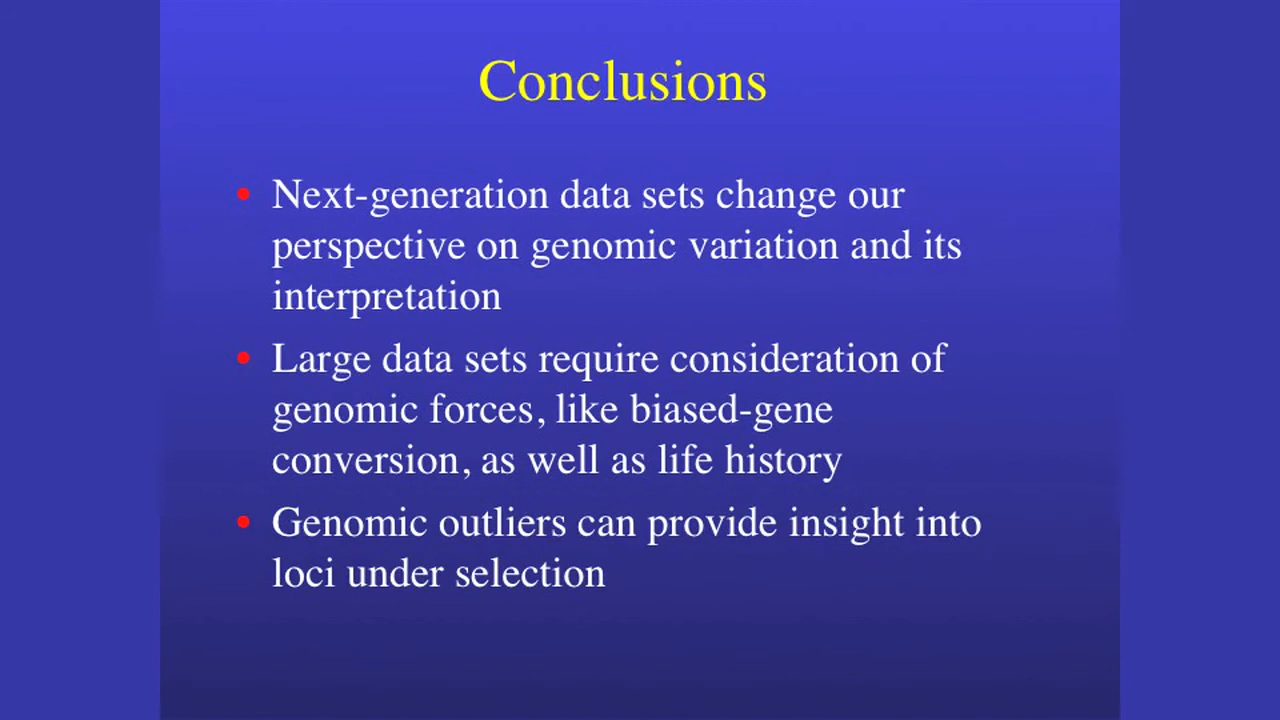 Conclusions
• Next-generation data sets change our
perspective on genomic variation and its
interpretation
• Large data sets require consideration of
genomic forces, like biased-gene
conversion, as well as life history
• Genomic outliers can provide insight into
loci under selection